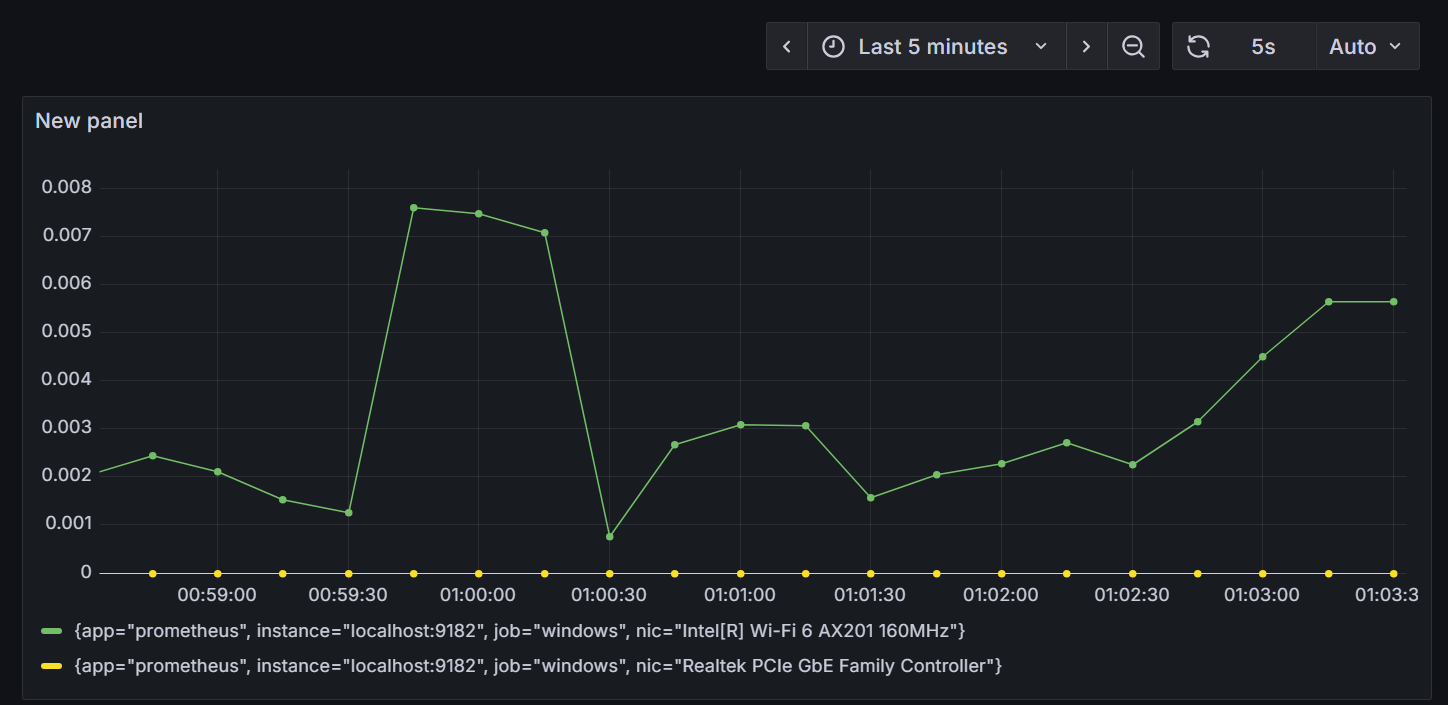 Last 5 minutes 5s Auto
New panel
0.008
0.007
0.006
0.005
0.004
0.003
0.002
0.001
0
00:59:00 00:59:30 01:00:00 01:00:30 01:01:00 01:01:30 01:02:00 01:02:30 01:03:00 01:03:3
{app="prometheus", instance="localhost:9182", job="windows", nic="Intel[R] Wi-Fi 6 AX201 160MHz"}
{app="prometheus", instance="localhost:9182", job="windows", nic="Realtek PCIe GbE Family Controller"}